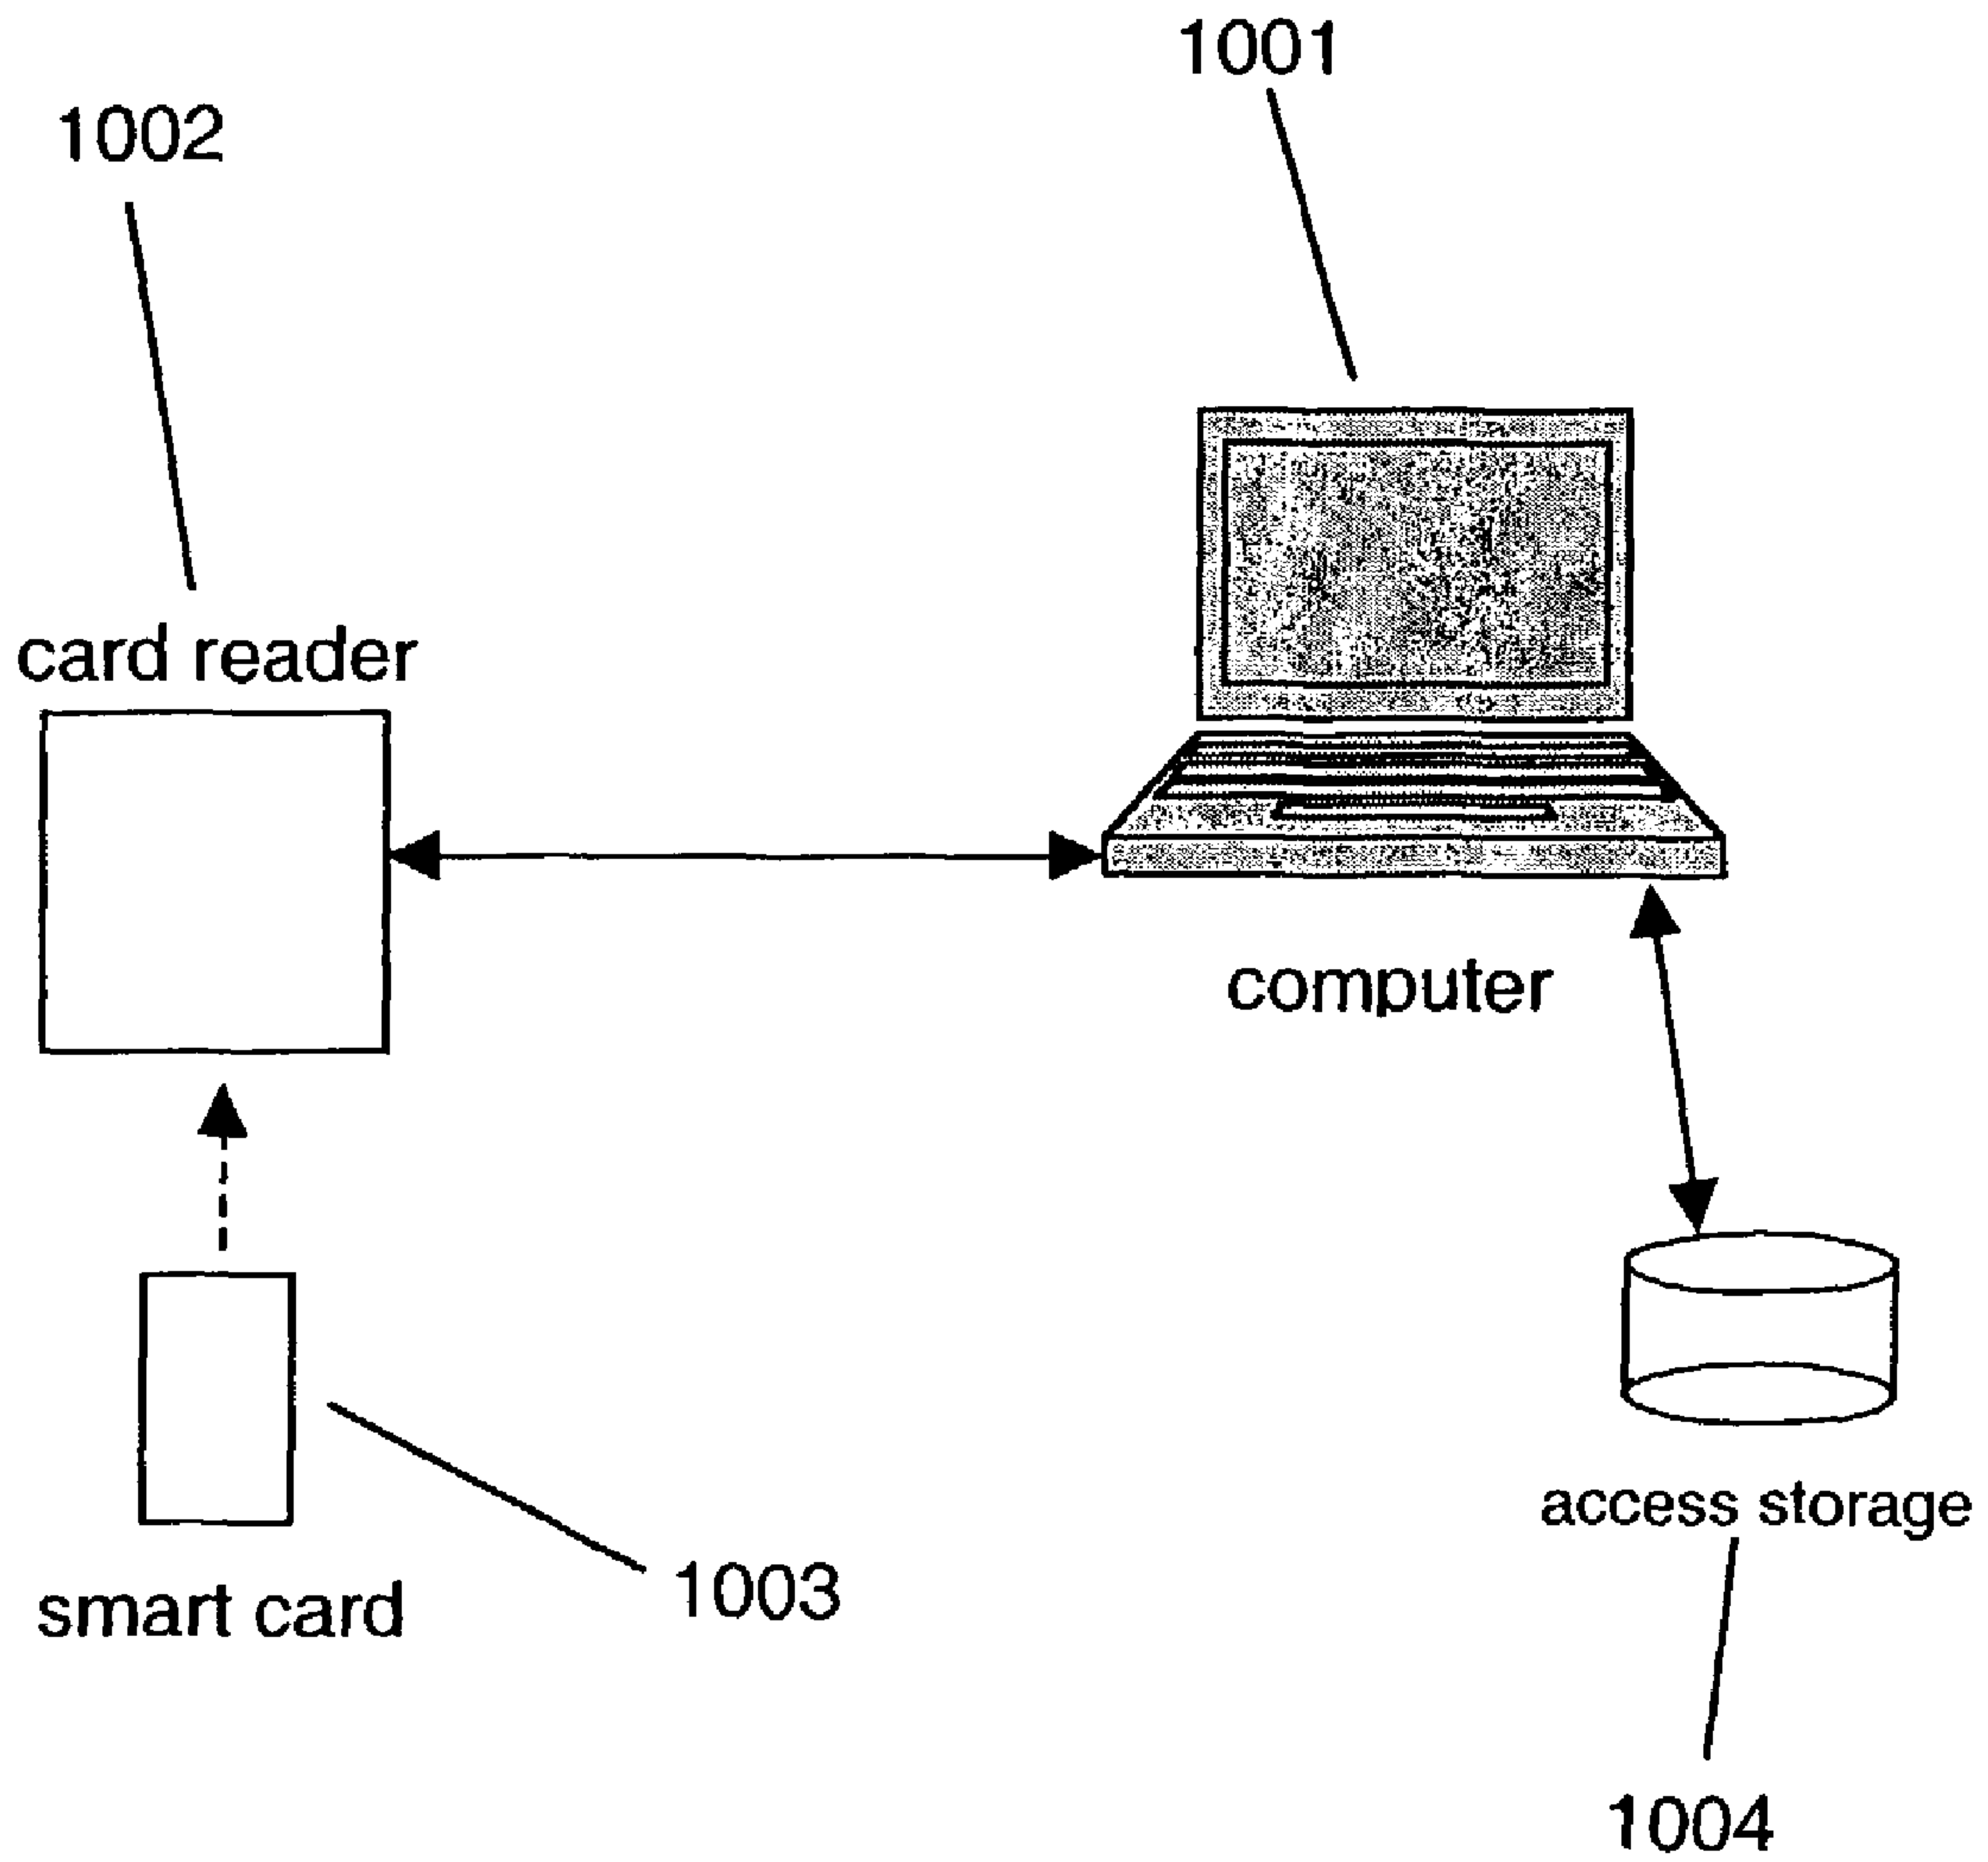 1001
1002
card reader
computer
access storage
smart card
1003
1004